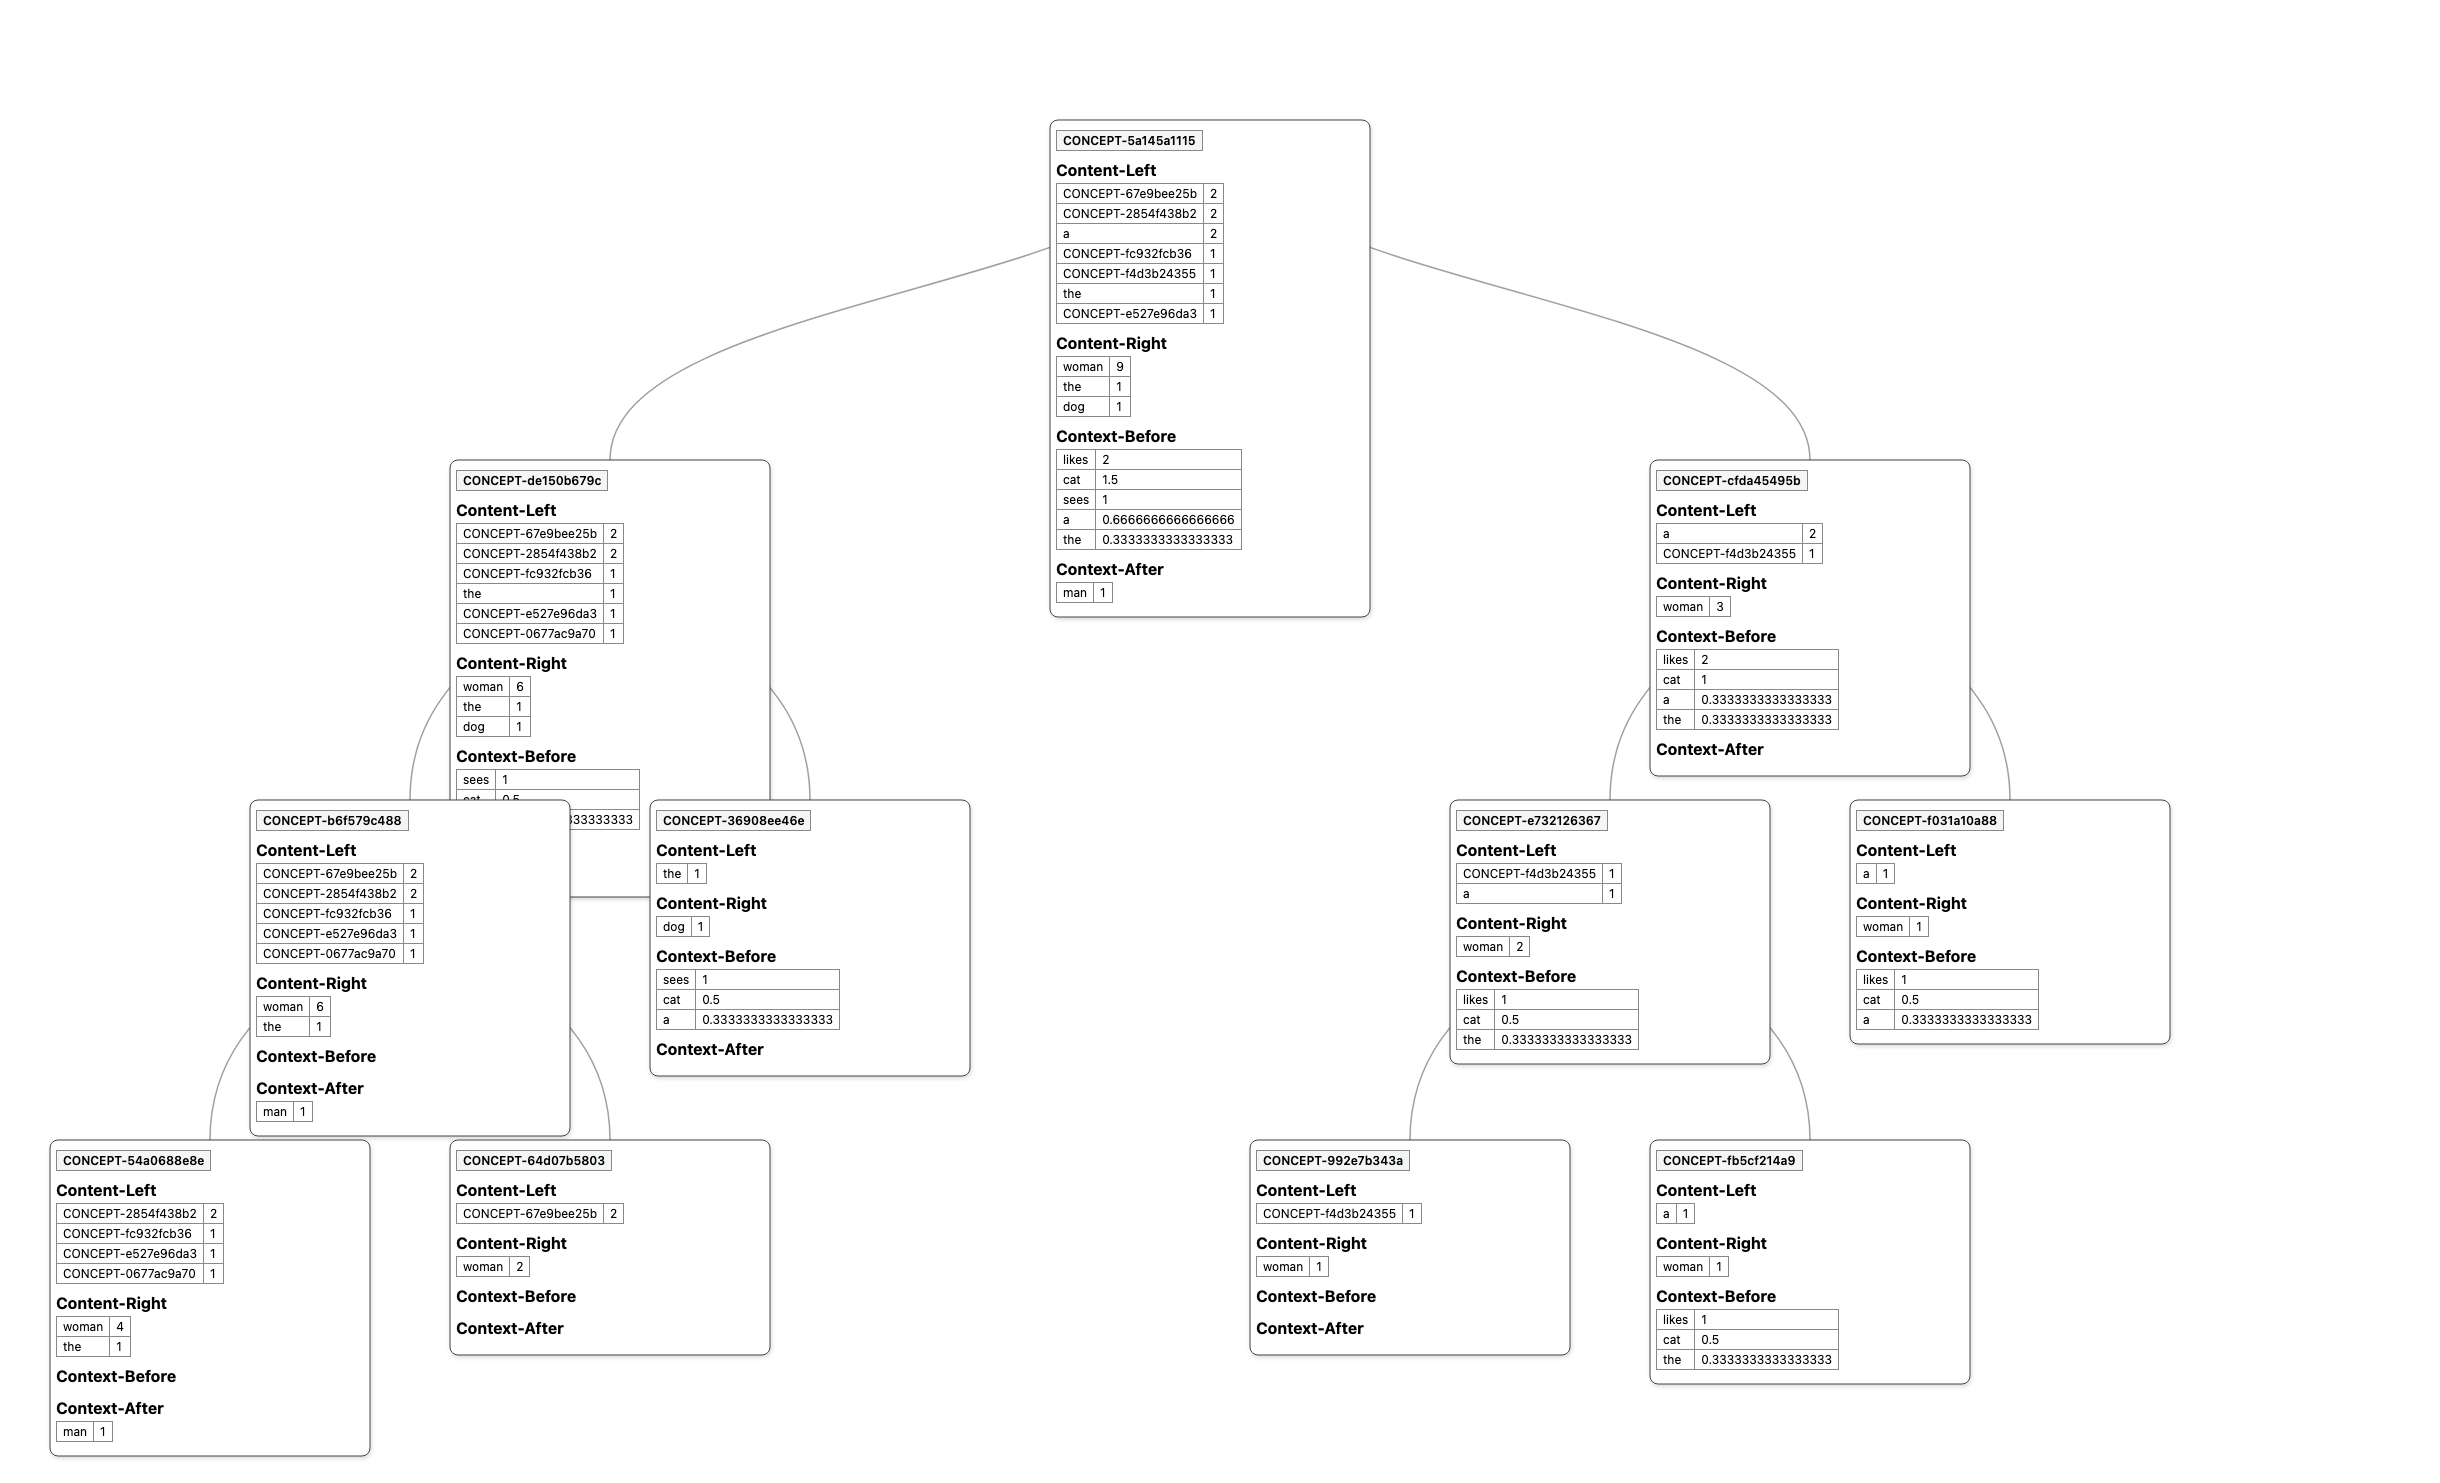 CONCEPT-5a145a1115
Content-Left
CONCEPT-67e9bee25b 2
CONCEPT-2854f438b2 2
a 2
CONCEPT-fc932fcb36 1
CONCEPT-f4d3b24355 1
the 1
CONCEPT-e527e96da3 1
Content-Right
woman 9
the 1
dog 1
Context-Before
likes 2
cat 1.5
sees 1
a 0.6666666666666666
the 0.3333333333333333
Context-After
man 1
CONCEPT-de150b679c
Content-Left
CONCEPT-67e9bee25b 2
CONCEPT-2854f438b2 2
CONCEPT-fc932fcb36 1
the 1
CONCEPT-e527e96da3 1
CONCEPT-0677ac9a70 1
Content-Right
woman 6
the 1
dog 1
Context-Before
sees 1
cat 0.5
333333333
CONCEPT-cfda45495b
Content-Left
a 2
CONCEPT-f4d3b24355 1
Content-Right
woman 3
Context-Before
likes 2
cat 1
a 0.3333333333333333
the 0.3333333333333333
Context-After
CONCEPT-b6f579c488
Content-Left
CONCEPT-67e9bee25b 2
CONCEPT-2854f438b2 2
CONCEPT-fc932fcb36 1
CONCEPT-e527e96da3 1
CONCEPT-0677ac9a70 1
Content-Right
woman 6
the 1
Context-Before
Context-After
man 1
CONCEPT-36908ee46e
Content-Left
the 1
Content-Right
dog 1
Context-Before
sees 1
cat 0.5
a 0.3333333333333333
Context-After
CONCEPT-e732126367
Content-Left
CONCEPT-f4d3b24355 1
a 1
Content-Right
woman 2
Context-Before
likes 1
cat 0.5
the 0.3333333333333333
CONCEPT-f031a10a88
Content-Left
a 1
Content-Right
woman 1
Context-Before
likes 1
cat 0.5
a 0.3333333333333333
CONCEPT-54a0688e8e
Content-Left
CONCEPT-2854f438b2 2
CONCEPT-fc932fcb36 1
CONCEPT-e527e96da3 1
CONCEPT-0677ac9a70 1
Content-Right
woman 4
the 1
Context-Before
Context-After
man 1
CONCEPT-64d07b5803
Content-Left
CONCEPT-67e9bee25b 2
Content-Right
woman 2
Context-Before
Context-After
CONCEPT-992e7b343a
Content-Left
CONCEPT-f4d3b24355 1
Content-Right
woman 1
Context-Before
Context-After
CONCEPT-fb5cf214a9
Content-Left
a 1
Content-Right
woman 1
Context-Before
likes 1
cat 0.5
the 0.3333333333333333